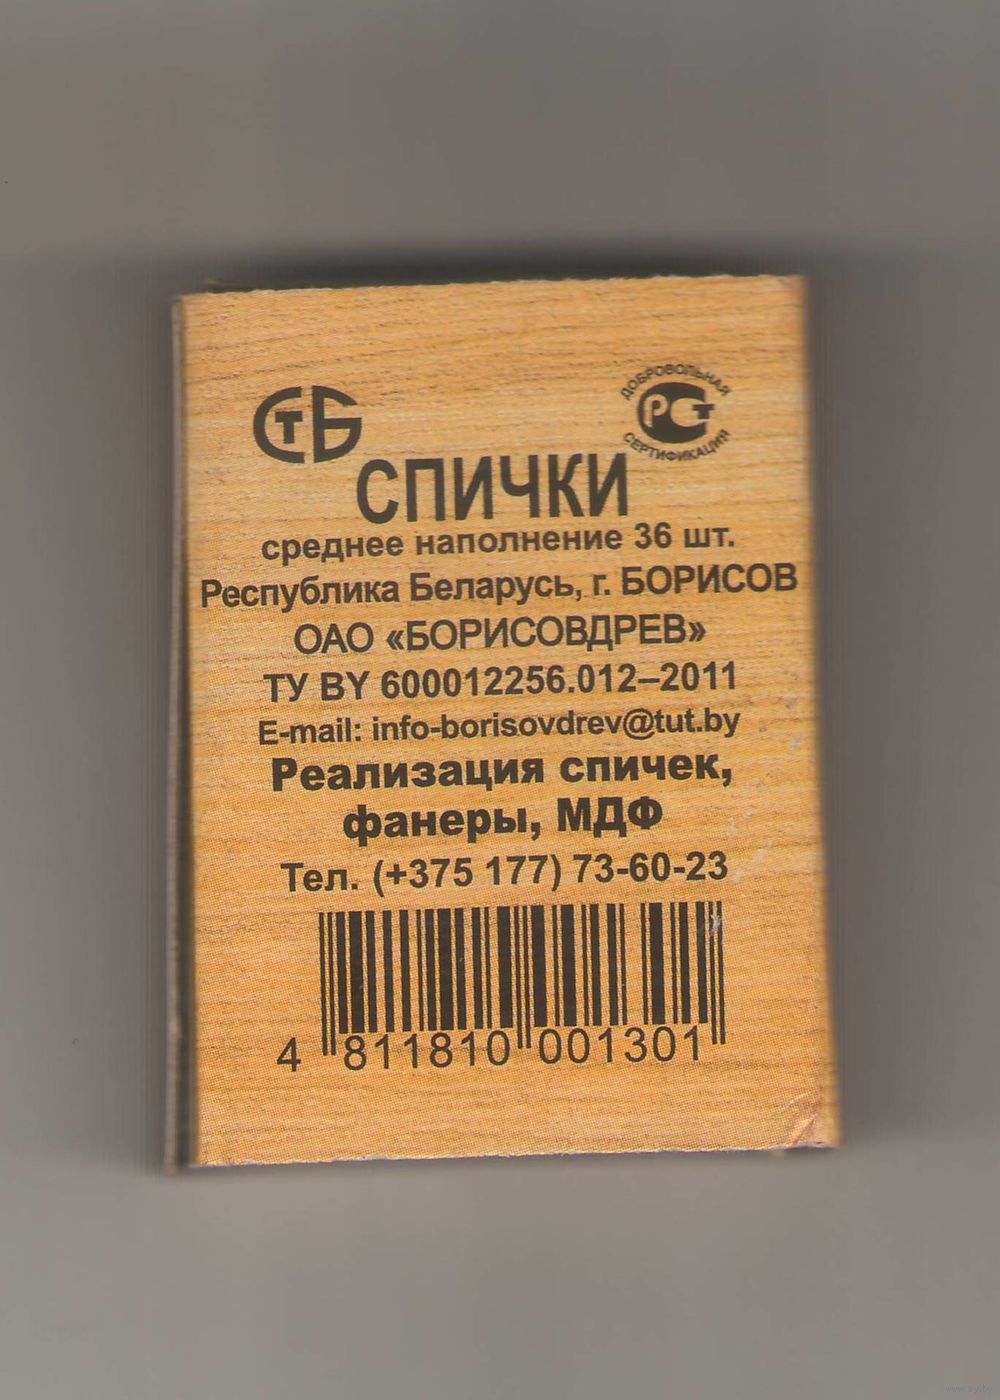 СТБ
ДОБРОВОЛЬНАЯ
РСТ
СЕРТИФИКАЦИЯ
СПИЧКИ
среднее наполнение 36 шт.
Республика Беларусь, г. БОРИСОВ
ОАО «БОРИСОВДРЕВ»
ТУ BY 600012256.012–2011
E-mail: info-borisovdrev@tut.by
Реализация спичек,
фанеры, МДФ
Тел. (+375 177) 73-60-23
4 811810 001301